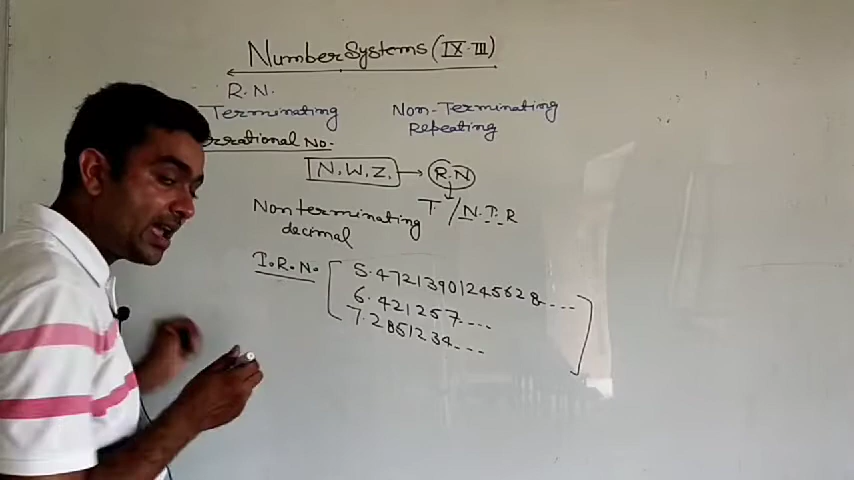 Number Systems (IX-III)
R.N.
Terminating
Non-Terminating
Repeating
rrational No.
N.W.Z. → R.N
T. / N.T.R
Non terminating
decimal
I.R.N.
5.4721390124562 8....
6.421257....
7.2851234....